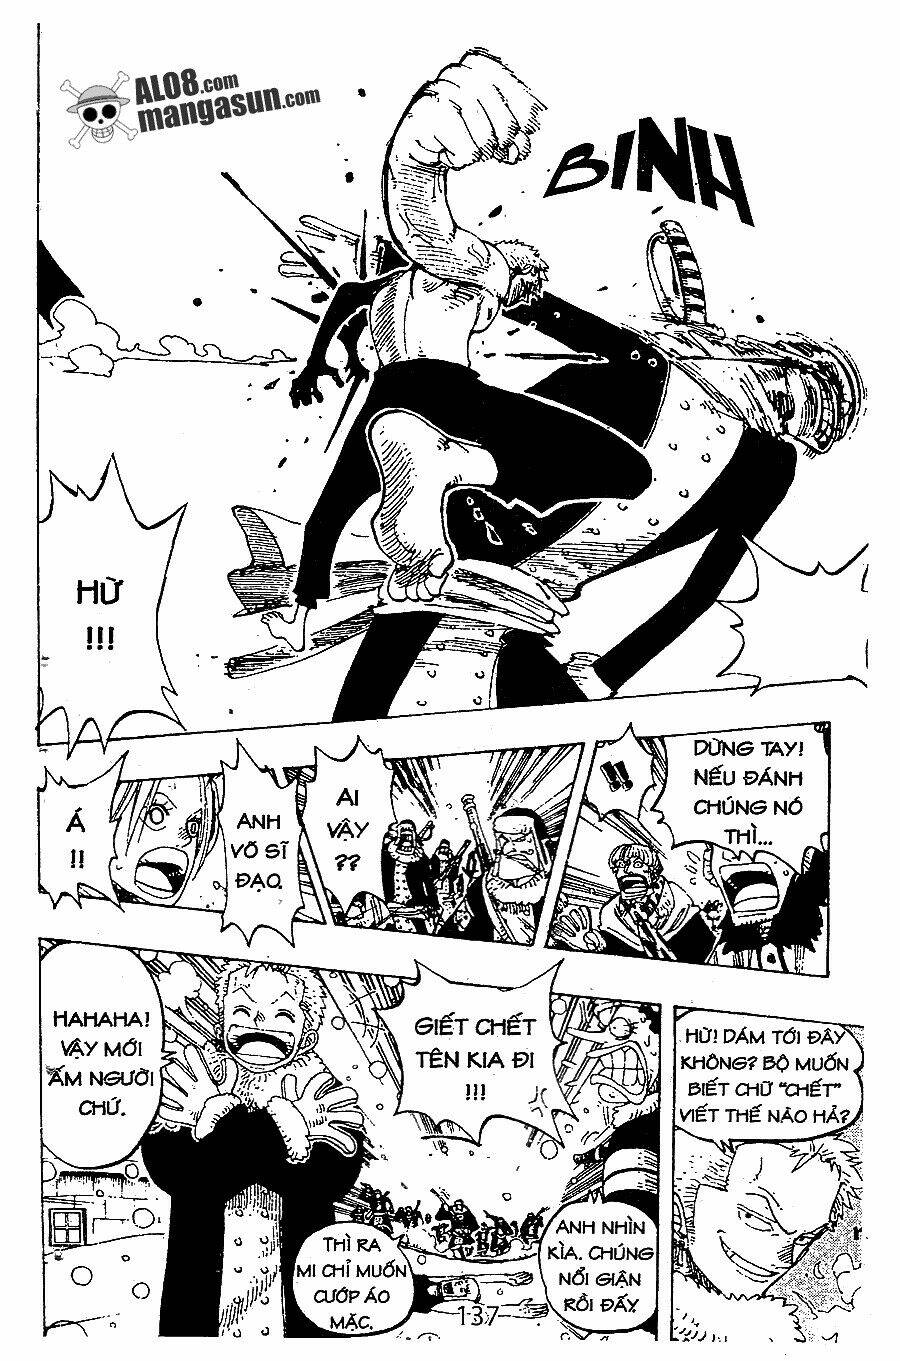 AL08.com
mangasun.com
BINH
HỪ
!!!
DỪNG TAY!
NẾU ĐÁNH
CHÚNG NÓ
THÌ...
!!
AI
VẬY
??
ANH
VÕ SĨ
ĐẠO.
Á
!!
HỪ! DÁM TỚI ĐÂY
KHÔNG? BỘ MUỐN
BIẾT CHỮ "CHẾT"
VIẾT THẾ NÀO HẢ?
GIẾT CHẾT
TÊN KIA ĐI
!!!
ANH NHÌN
KÌA. CHÚNG
NỔI GIẬN
RỒI ĐẤY.
HAHAHA!
VẬY MỚI
ẤM NGƯỜI
CHỨ.
THÌ RA
MI CHỈ MUỐN
CƯỚP ÁO
MẶC.
137